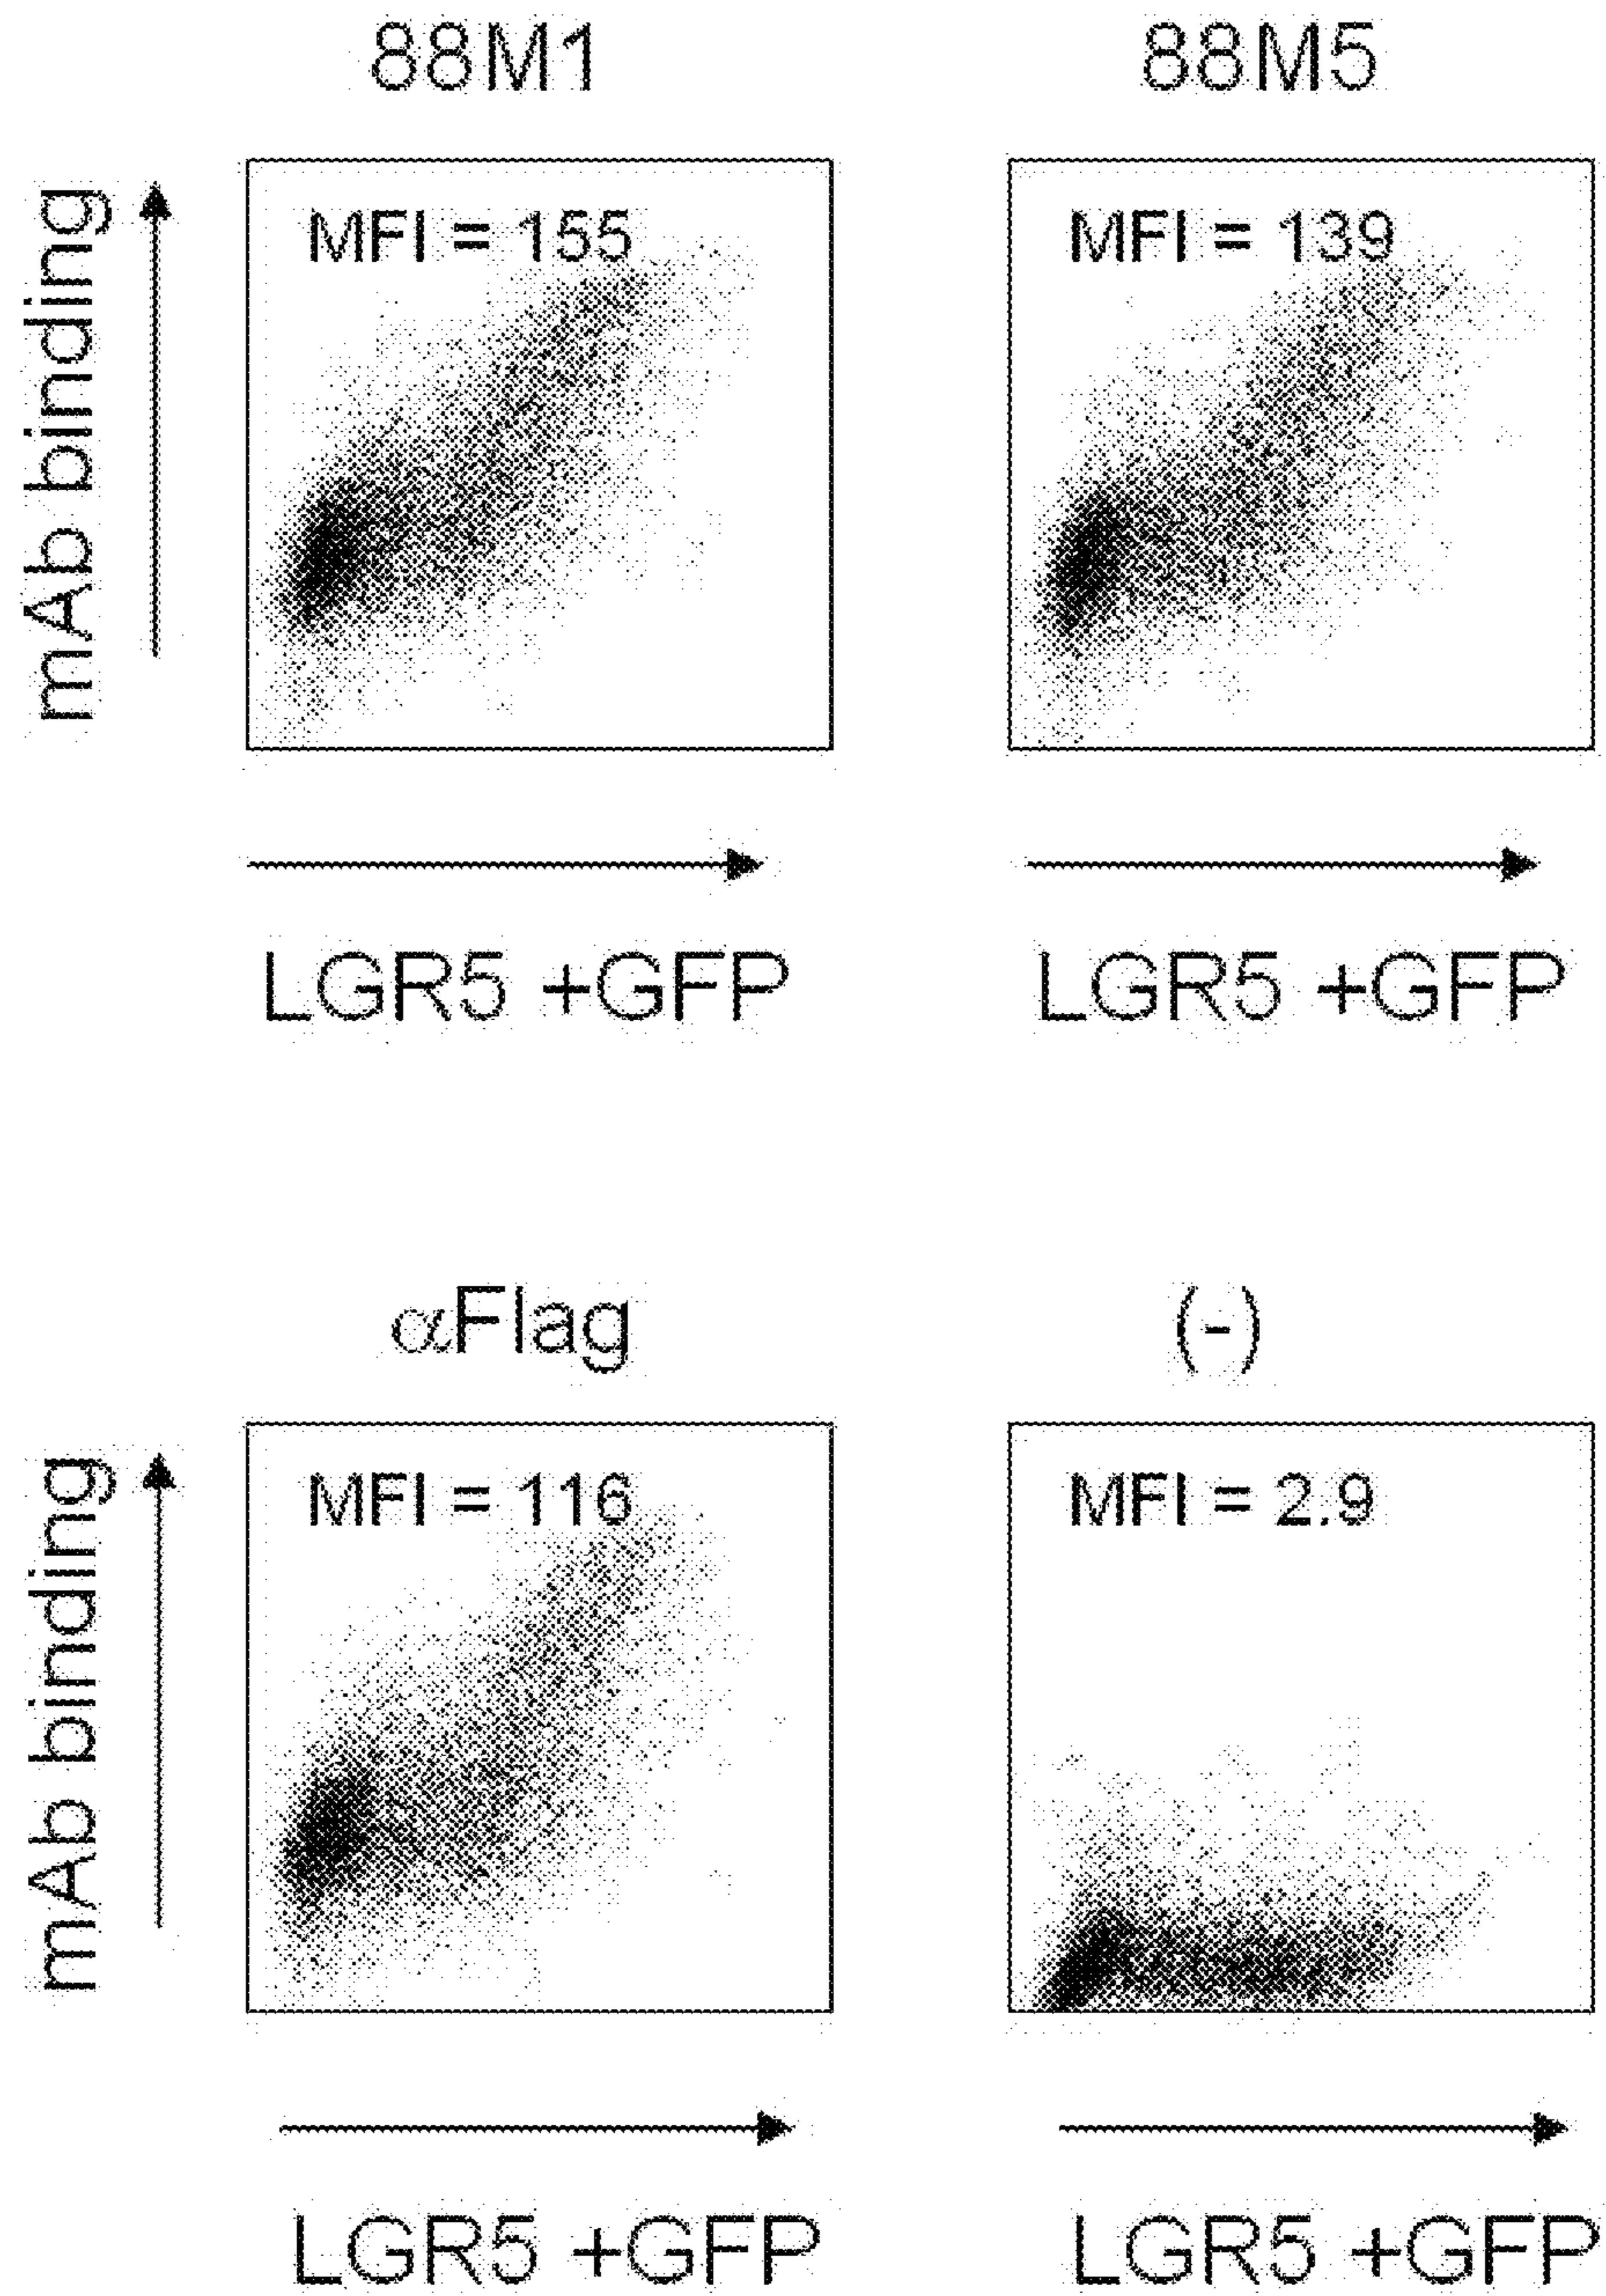 88M1
88M5
mAb binding
MFI = 155
MFI = 139
LGR5 +GFP
LGR5 +GFP
αFlag
(-)
mAb binding
MFI = 116
MFI = 2.9
LGR5 +GFP
LGR5 +GFP